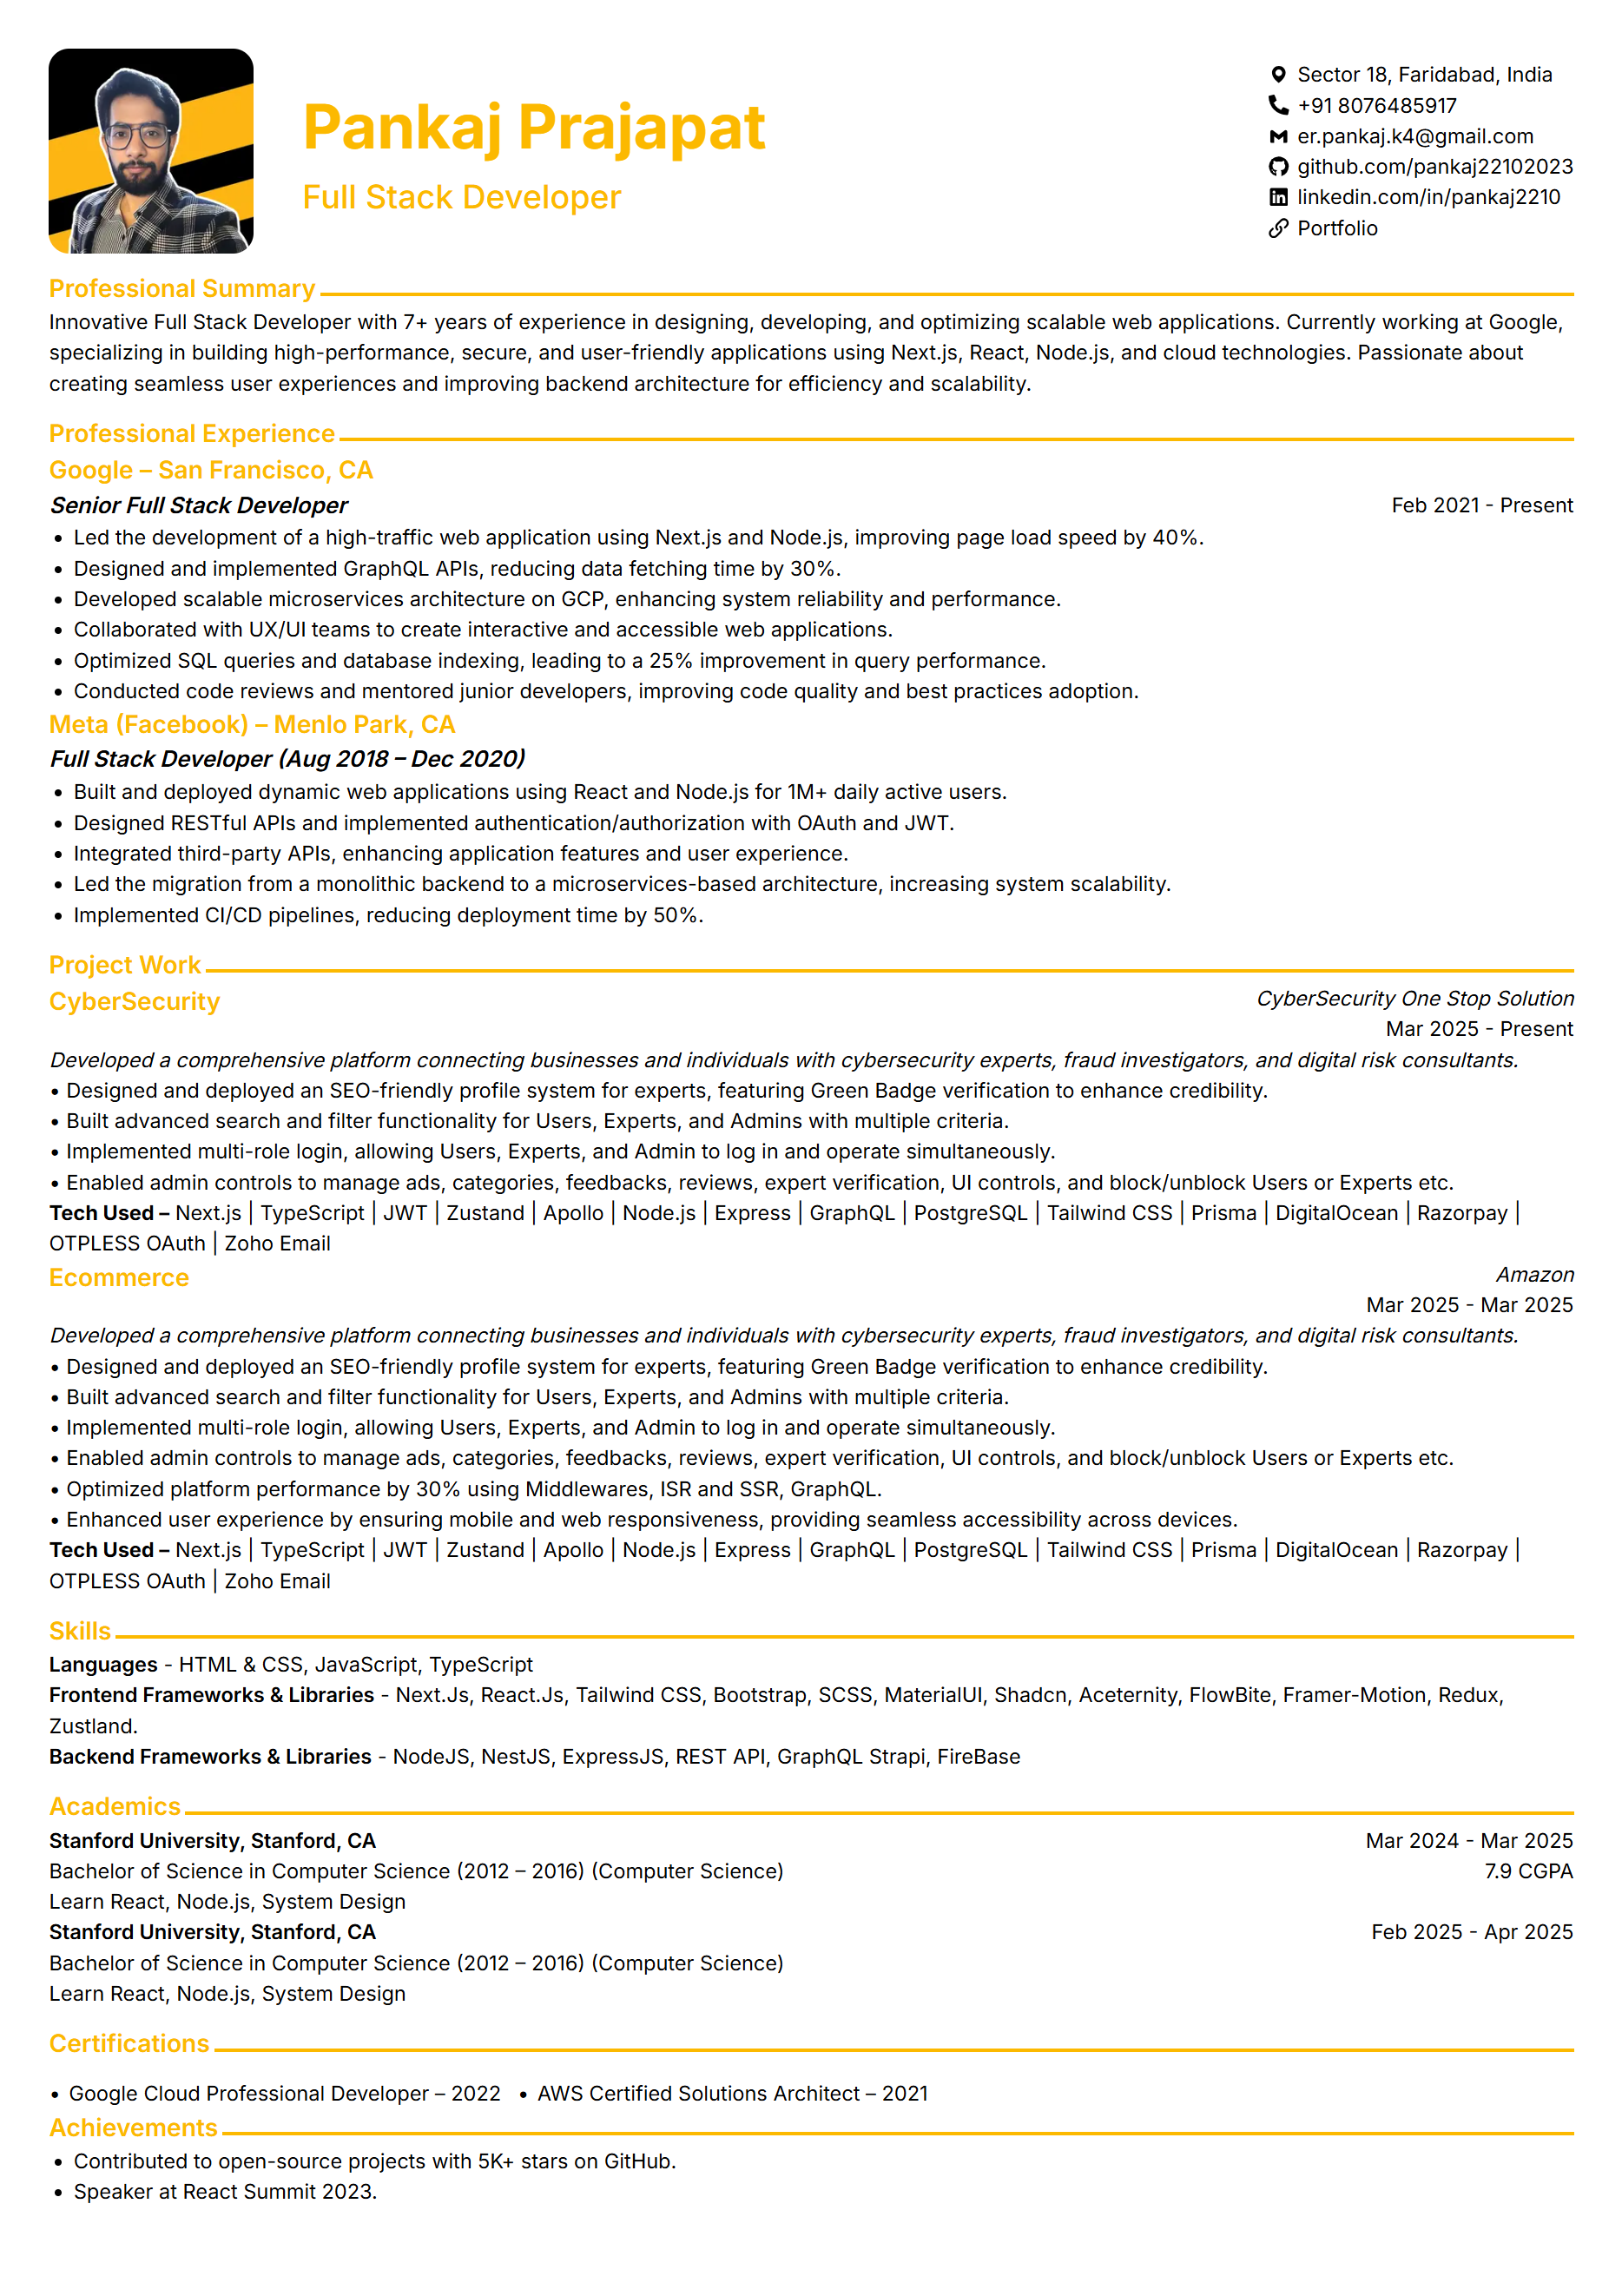 Pankaj Prajapat
Full Stack Developer
Sector 18, Faridabad, India
+91 8076485917
er.pankaj.k4@gmail.com
github.com/pankaj22102023
linkedin.com/in/pankaj2210
Portfolio
Professional Summary
Innovative Full Stack Developer with 7+ years of experience in designing, developing, and optimizing scalable web applications. Currently working at Google,
specializing in building high-performance, secure, and user-friendly applications using Next.js, React, Node.js, and cloud technologies. Passionate about
creating seamless user experiences and improving backend architecture for efficiency and scalability.
Professional Experience
Google – San Francisco, CA
Senior Full Stack Developer Feb 2021 - Present
• Led the development of a high-traffic web application using Next.js and Node.js, improving page load speed by 40%.
• Designed and implemented GraphQL APIs, reducing data fetching time by 30%.
• Developed scalable microservices architecture on GCP, enhancing system reliability and performance.
• Collaborated with UX/UI teams to create interactive and accessible web applications.
• Optimized SQL queries and database indexing, leading to a 25% improvement in query performance.
• Conducted code reviews and mentored junior developers, improving code quality and best practices adoption.
Meta (Facebook) – Menlo Park, CA
Full Stack Developer (Aug 2018 – Dec 2020)
• Built and deployed dynamic web applications using React and Node.js for 1M+ daily active users.
• Designed RESTful APIs and implemented authentication/authorization with OAuth and JWT.
• Integrated third-party APIs, enhancing application features and user experience.
• Led the migration from a monolithic backend to a microservices-based architecture, increasing system scalability.
• Implemented CI/CD pipelines, reducing deployment time by 50%.
Project Work
CyberSecurity CyberSecurity One Stop Solution
Mar 2025 - Present
Developed a comprehensive platform connecting businesses and individuals with cybersecurity experts, fraud investigators, and digital risk consultants.
• Designed and deployed an SEO-friendly profile system for experts, featuring Green Badge verification to enhance credibility.
• Built advanced search and filter functionality for Users, Experts, and Admins with multiple criteria.
• Implemented multi-role login, allowing Users, Experts, and Admin to log in and operate simultaneously.
• Enabled admin controls to manage ads, categories, feedbacks, reviews, expert verification, UI controls, and block/unblock Users or Experts etc.
Tech Used – Next.js | TypeScript | JWT | Zustand | Apollo | Node.js | Express | GraphQL | PostgreSQL | Tailwind CSS | Prisma | DigitalOcean | Razorpay |
OTPLESS OAuth | Zoho Email
Ecommerce Amazon
Mar 2025 - Mar 2025
Developed a comprehensive platform connecting businesses and individuals with cybersecurity experts, fraud investigators, and digital risk consultants.
• Designed and deployed an SEO-friendly profile system for experts, featuring Green Badge verification to enhance credibility.
• Built advanced search and filter functionality for Users, Experts, and Admins with multiple criteria.
• Implemented multi-role login, allowing Users, Experts, and Admin to log in and operate simultaneously.
• Enabled admin controls to manage ads, categories, feedbacks, reviews, expert verification, UI controls, and block/unblock Users or Experts etc.
• Optimized platform performance by 30% using Middlewares, ISR and SSR, GraphQL.
• Enhanced user experience by ensuring mobile and web responsiveness, providing seamless accessibility across devices.
Tech Used – Next.js | TypeScript | JWT | Zustand | Apollo | Node.js | Express | GraphQL | PostgreSQL | Tailwind CSS | Prisma | DigitalOcean | Razorpay |
OTPLESS OAuth | Zoho Email
Skills
Languages - HTML & CSS, JavaScript, TypeScript
Frontend Frameworks & Libraries - Next.Js, React.Js, Tailwind CSS, Bootstrap, SCSS, MaterialUI, Shadcn, Aceternity, FlowBite, Framer-Motion, Redux,
Zustland.
Backend Frameworks & Libraries - NodeJS, NestJS, ExpressJS, REST API, GraphQL Strapi, FireBase
Academics
Stanford University, Stanford, CA Mar 2024 - Mar 2025
Bachelor of Science in Computer Science (2012 – 2016) (Computer Science) 7.9 CGPA
Learn React, Node.js, System Design
Stanford University, Stanford, CA Feb 2025 - Apr 2025
Bachelor of Science in Computer Science (2012 – 2016) (Computer Science)
Learn React, Node.js, System Design
Certifications
• Google Cloud Professional Developer – 2022 • AWS Certified Solutions Architect – 2021
Achievements
• Contributed to open-source projects with 5K+ stars on GitHub.
• Speaker at React Summit 2023.